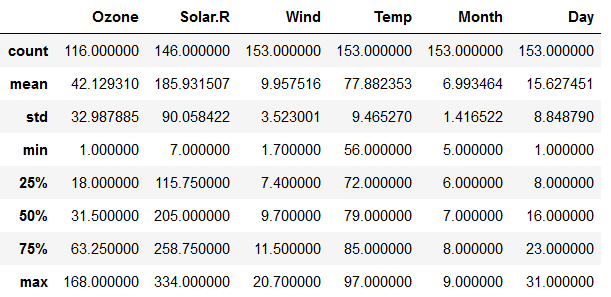 Ozone Solar.R Wind Temp Month Day
count 116.000000 146.000000 153.000000 153.000000 153.000000 153.000000
mean 42.129310 185.931507 9.957516 77.882353 6.993464 15.627451
std 32.987885 90.058422 3.523001 9.465270 1.416522 8.848790
min 1.000000 7.000000 1.700000 56.000000 5.000000 1.000000
25% 18.000000 115.750000 7.400000 72.000000 6.000000 8.000000
50% 31.500000 205.000000 9.700000 79.000000 7.000000 16.000000
75% 63.250000 258.750000 11.500000 85.000000 8.000000 23.000000
max 168.000000 334.000000 20.700000 97.000000 9.000000 31.000000